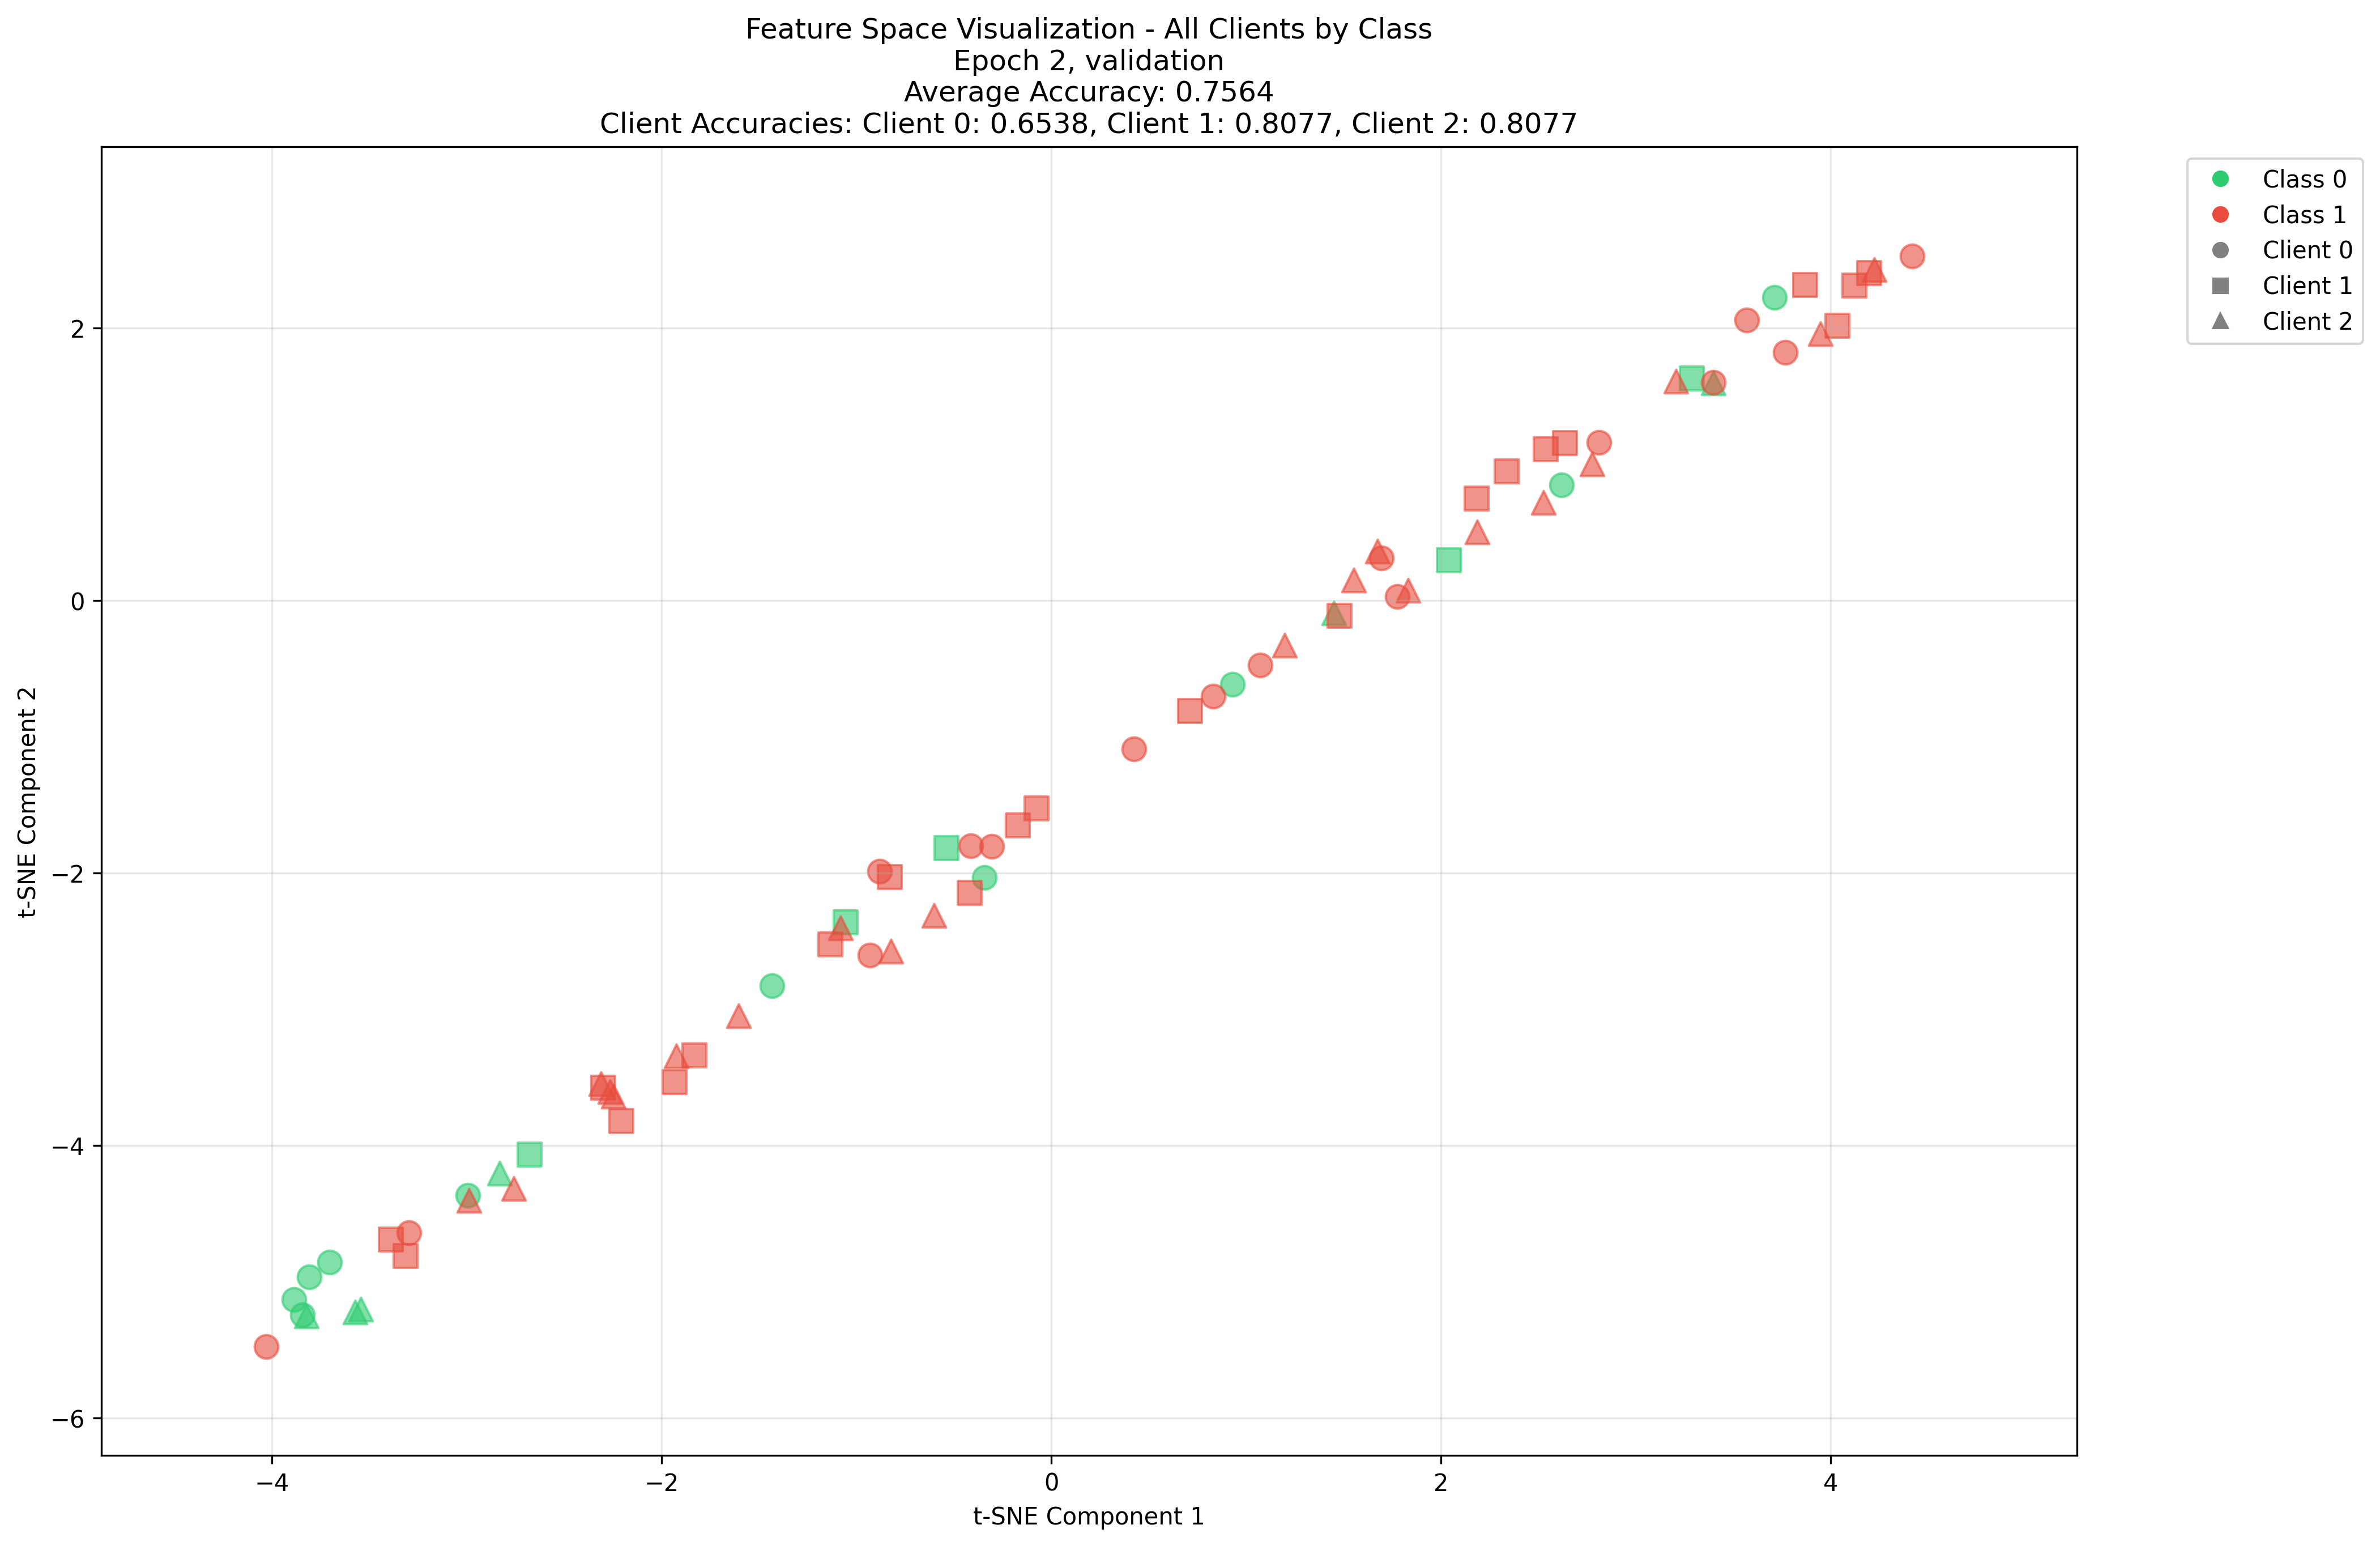 Feature Space Visualization - All Clients by Class
Epoch 2, validation
Average Accuracy: 0.7564
Client Accuracies: Client 0: 0.6538, Client 1: 0.8077, Client 2: 0.8077
Class 0
Class 1
Client 0
Client 1
Client 2
2
0
−2
−4
−6
t-SNE Component 2
−4
−2
0
2
4
t-SNE Component 1